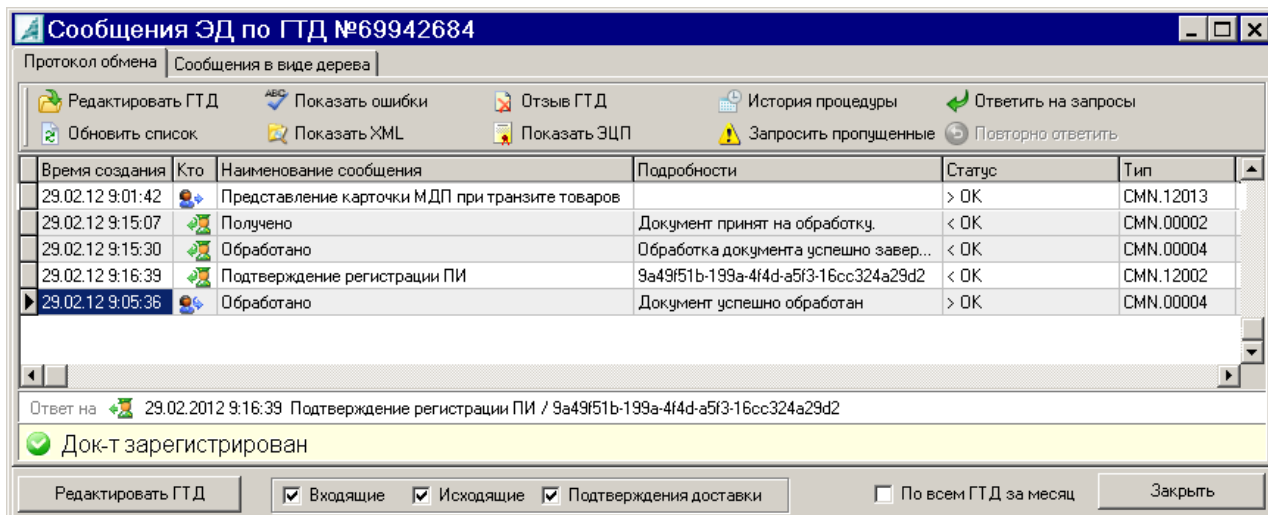 Сообщения ЭД по ГТД №69942684
Протокол обмена Сообщения в виде дерева
Редактировать ГТД ABC Показать ошибки Отзыв ГТД История процедуры Ответить на запросы
Обновить список Показать XML Показать ЭЦП Запросить пропущенные Повторно ответить
Время создания Кто Наименование сообщения Подробности Статус Тип
29.02.12 9:01:42 Представление карточки МДП при транзите товаров > OK CMN.12013
29.02.12 9:15:07 Получено Документ принят на обработку. < OK CMN.00002
29.02.12 9:15:30 Обработано Обработка документа успешно завер... < OK CMN.00004
29.02.12 9:16:39 Подтверждение регистрации ПИ 9a49f51b-199a-4f4d-a5f3-16cc324a29d2 < OK CMN.12002
29.02.12 9:05:36 Обработано Документ успешно обработан > OK CMN.00004
Ответ на 29.02.2012 9:16:39 Подтверждение регистрации ПИ / 9a49f51b-199a-4f4d-a5f3-16cc324a29d2
Док-т зарегистрирован
Редактировать ГТД Входящие Исходящие Подтверждения доставки По всем ГТД за месяц Закрыть